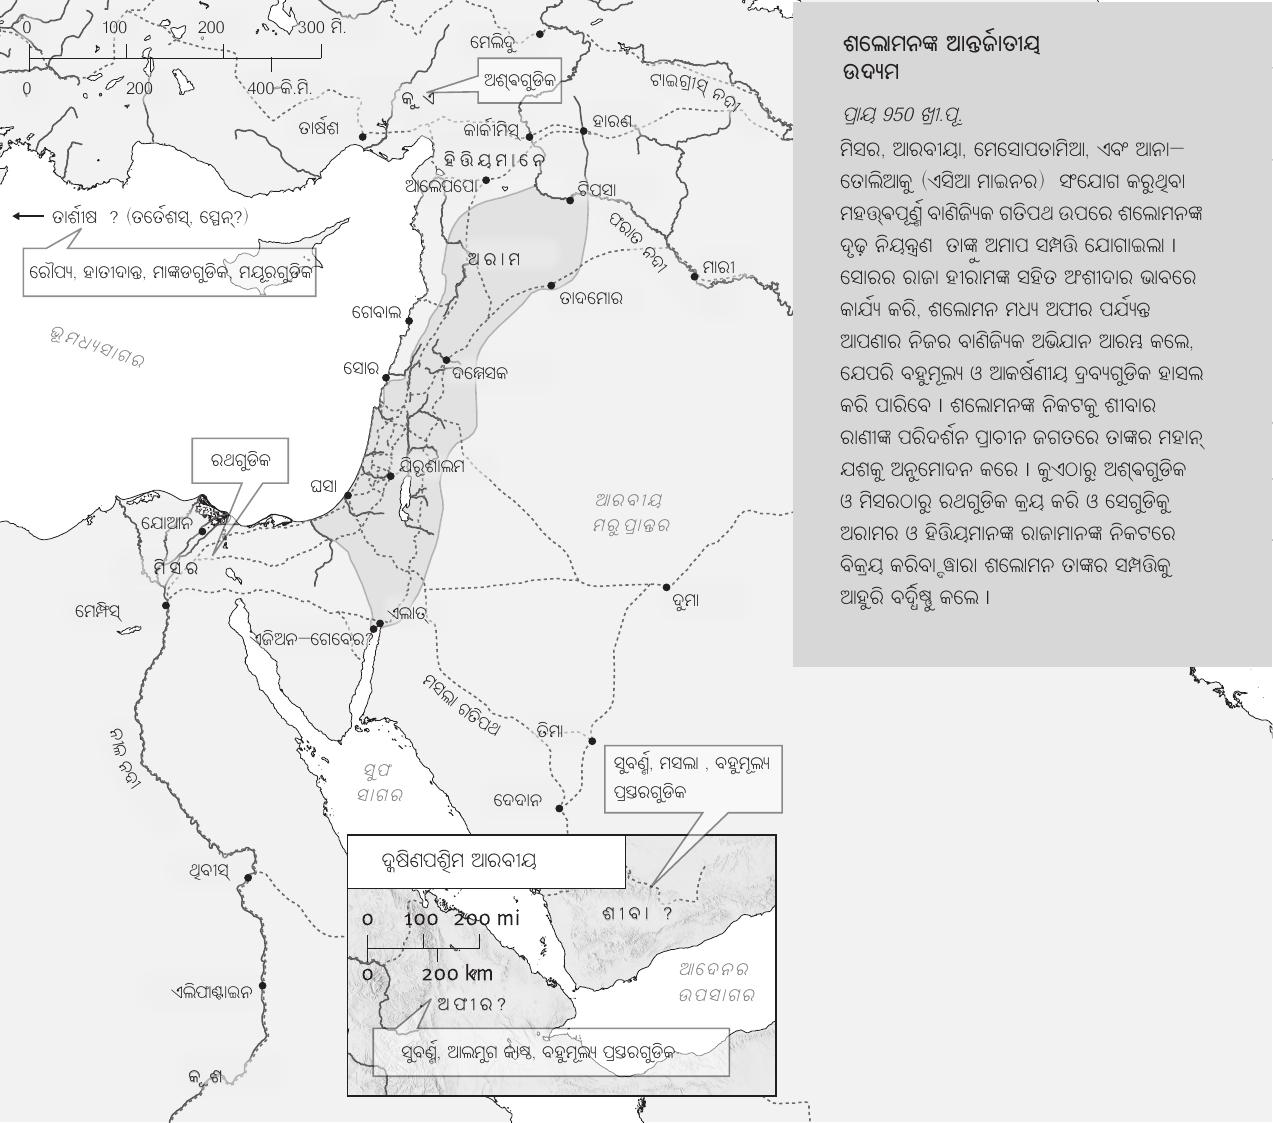 0 100 200 300 ମି.
0 200 400 କି.ମି.
ମେଲିଦୁ
ଅଶ୍ବଗୁଡିକ
କୁ ଏ
ଟାଇଗ୍ରୀସ୍ ନଦୀ
ତାର୍ଷଶ
କାର୍କୀମିସ୍
ହାରଣ
ହିତ୍ତିୟମାନେ
ଆଲେପପୋ
ଟିପସା
ଫରାତ ନଦୀ
ତାର୍ଶୀଷ ? (ତର୍ତେଶସ୍, ସ୍ପେନ୍?)
ରୌପ୍ୟ, ହାତୀଦାନ୍ତ, ମାଙ୍କଡଗୁଡିକ, ମୟୂରଗୁଡିକ
ଅରାମ
ମାରୀ
ତାଦମୋର
ଗେବାଲ
ଭୂମଧ୍ୟସାଗର
ସୋର
ଦମ୍ମେସକ
ରଥଗୁଡିକ
ଯିରୂଶାଲମ
ଘସା
ଆରବୀୟ
ମରୁପ୍ରାନ୍ତର
ଯୋଆନ
ମିସର
ମେମ୍ଫିସ୍
ଏଲାତ୍
ଦୁମା
ଏଜିଅନ–ଗେବେର?
ମସଲା ଗତିପଥ
ତିମା
ନୀଲ ନଦୀ
ସୁଫ
ସାଗର
ଦେଦାନ
ସୁବର୍ଣ୍ଣ, ମସଲା , ବହୁମୂଲ୍ୟ
ପ୍ରସ୍ତରଗୁଡିକ
ଥିବୀସ୍
ଏଲିଫାଣ୍ଟାଇନ
କୂଶ
ଦକ୍ଷିଣପଶ୍ଚିମ ଆରବୀୟ
0 100 200 mi
0 200 km
ଶୀବା ?
ଆଦେନର
ଉପସାଗର
ଅଫୀର?
ସୁବର୍ଣ୍ଣ, ଆଲମୁଗ କାଷ୍ଠ, ବହୁମୂଲ୍ୟ ପ୍ରସ୍ତରଗୁଡିକ
ଶଲୋମନଙ୍କ ଆନ୍ତର୍ଜାତୀୟ
ଉଦ୍ୟମ
ପ୍ରାୟ 950 ଖ୍ରୀ.ପୂ.
ମିସର, ଆରବୀୟା, ମେସୋପତାମିଆ, ଏବଂ ଆନା–
ତୋଲିଆକୁ (ଏସିଆ ମାଇନର) ସଂଯୋଗ କରୁଥିବା
ମହତ୍ତ୍ଵପୂର୍ଣ୍ଣ ବାଣିଜ୍ୟିକ ଗତିପଥ ଉପରେ ଶଲୋମନଙ୍କ
ଦୃଢ଼ ନିୟନ୍ତ୍ରଣ ତାଙ୍କୁ ଅମାପ ସମ୍ପତ୍ତି ଯୋଗାଇଲା ।
ସୋରର ରାଜା ହୀରାମଙ୍କ ସହିତ ଅଂଶୀଦାର ଭାବରେ
କାର୍ଯ୍ୟ କରି, ଶଲୋମନ ମଧ୍ୟ ଅଫୀର ପର୍ଯ୍ୟନ୍ତ
ଆପଣାର ନିଜର ବାଣିଜ୍ୟିକ ଅଭିଯାନ ଆରମ୍ଭ କଲେ,
ଯେପରି ବହୁମୂଲ୍ୟ ଓ ଆକର୍ଷଣୀୟ ଦ୍ରବ୍ୟଗୁଡିକ ହାସଲ
କରି ପାରିବେ । ଶଲୋମନଙ୍କ ନିକଟକୁ ଶୀବାର
ରାଣୀଙ୍କ ପରିଦର୍ଶନ ପ୍ରାଚୀନ ଜଗତରେ ତାଙ୍କର ମହାନ୍
ଯଶକୁ ଅନୁମୋଦନ କରେ । କୁଏଠାରୁ ଅଶ୍ବଗୁଡିକ
ଓ ମିସରଠାରୁ ରଥଗୁଡିକ କ୍ରୟ କରି ଓ ସେଗୁଡିକୁ
ଅରାମର ଓ ହିତ୍ତିୟମାନଙ୍କ ରାଜାମାନଙ୍କ ନିକଟରେ
ବିକ୍ରୟ କରିବା ଦ୍ୱାରା ଶଲୋମନ ତାଙ୍କର ସମ୍ପତ୍ତିକୁ
ଆହୁରି ବର୍ଦ୍ଧିଷ୍ଣୁ କଲେ ।